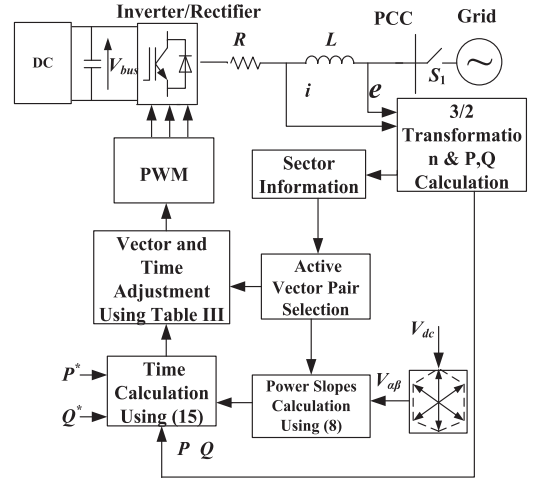 Inverter/Rectifier
PCC
Grid
DC
V_bus
R
L
S_1
~
i
e
3/2
Transformatio
n & P,Q
Calculation
PWM
Sector
Information
Vector and
Time
Adjustment
Using Table III
Active
Vector Pair
Selection
V_dc
P*
Q*
Time
Calculation
Using (15)
Power Slopes
Calculation
Using (8)
V_αβ
P Q